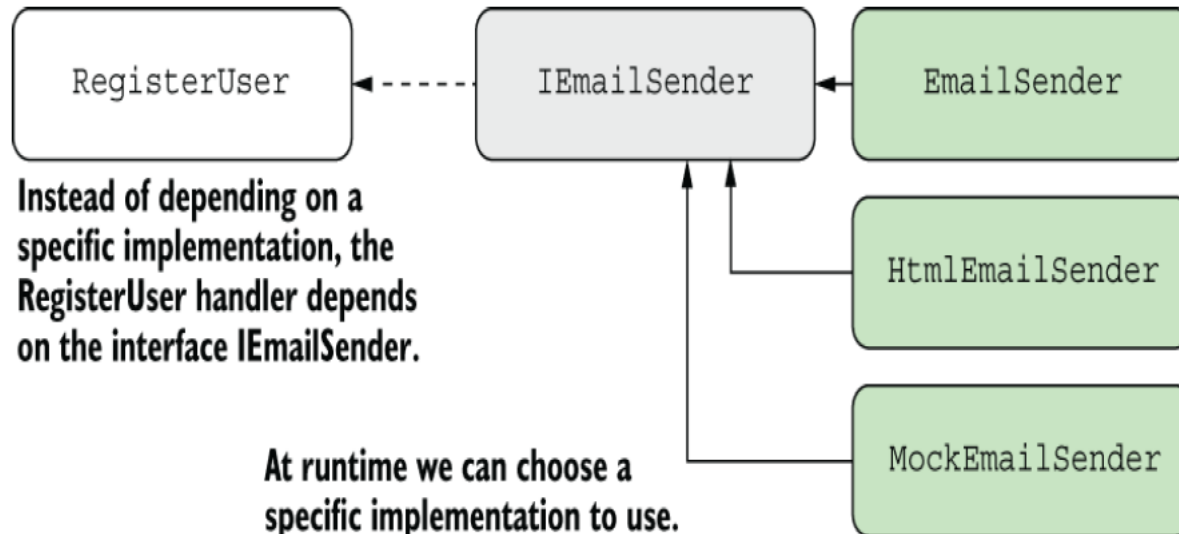 RegisterUser
IEmailSender
EmailSender
Instead of depending on a
specific implementation, the
RegisterUser handler depends
on the interface IEmailSender.
HtmlEmailSender
MockEmailSender
At runtime we can choose a
specific implementation to use.